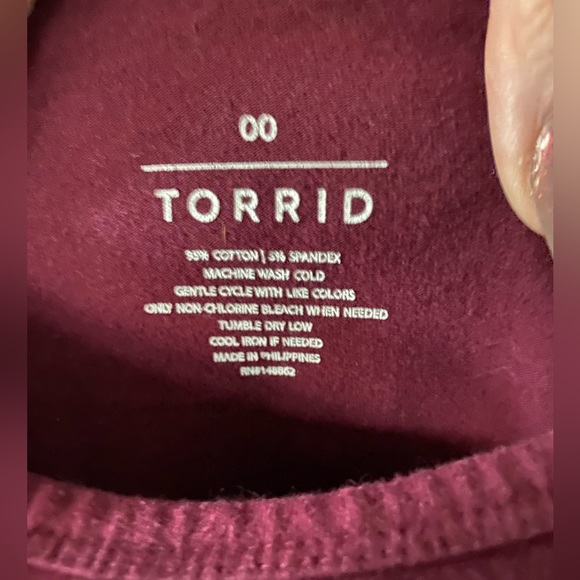 00
TORRID
95% COTTON | 5% SPANDEX
MACHINE WASH COLD
GENTLE CYCLE WITH LIKE COLORS
ONLY NON-CHLORINE BLEACH WHEN NEEDED
TUMBLE DRY LOW
COOL IRON IF NEEDED
MADE IN PHILIPPINES